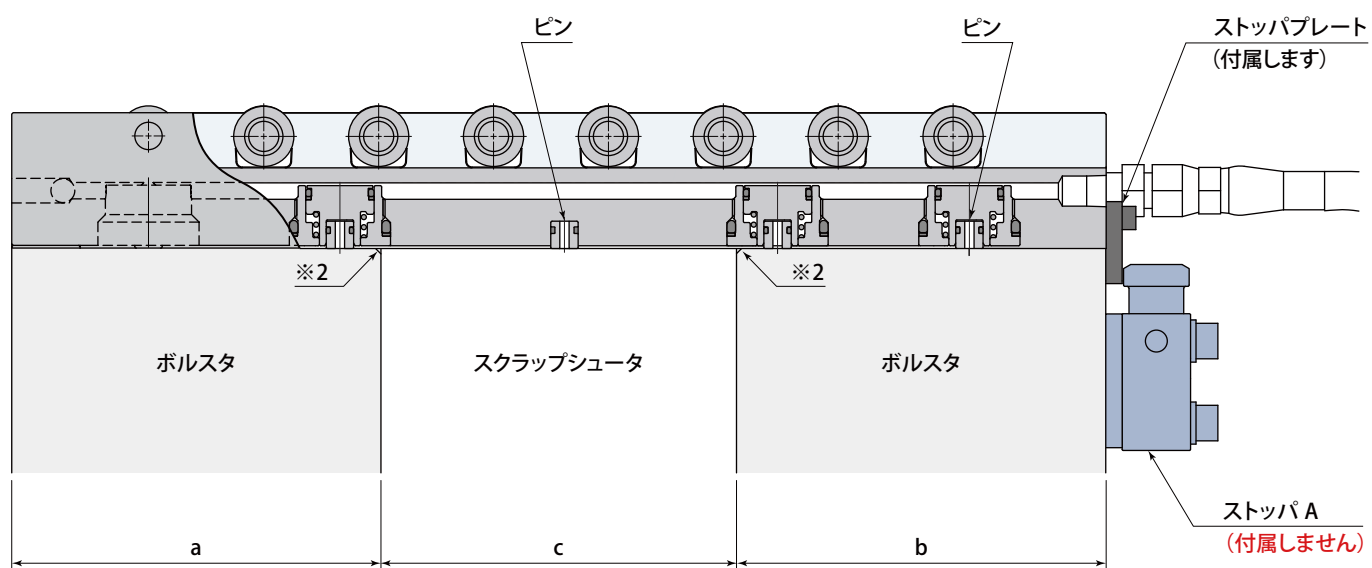 ピン
ピン
ストッパプレート
(付属します)
※2
※2
ボルスタ
スクラップシュータ
ボルスタ
ストッパ A
(付属しません)
a
c
b